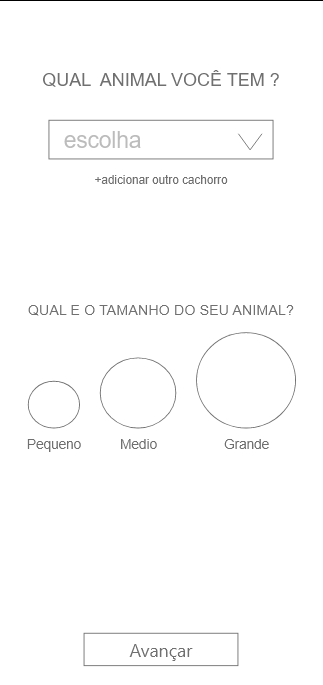 QUAL ANIMAL VOCÊ TEM ?
escolha
+adicionar outro cachorro
QUAL E O TAMANHO DO SEU ANIMAL?
Pequeno Medio Grande
Avançar